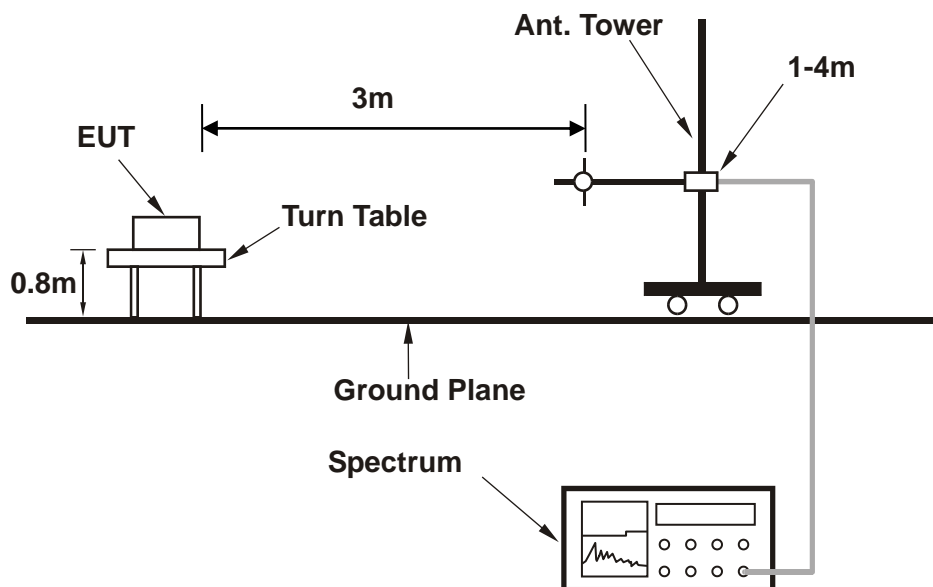 Ant. Tower
1-4m
3m
EUT
Turn Table
0.8m
Ground Plane
Spectrum